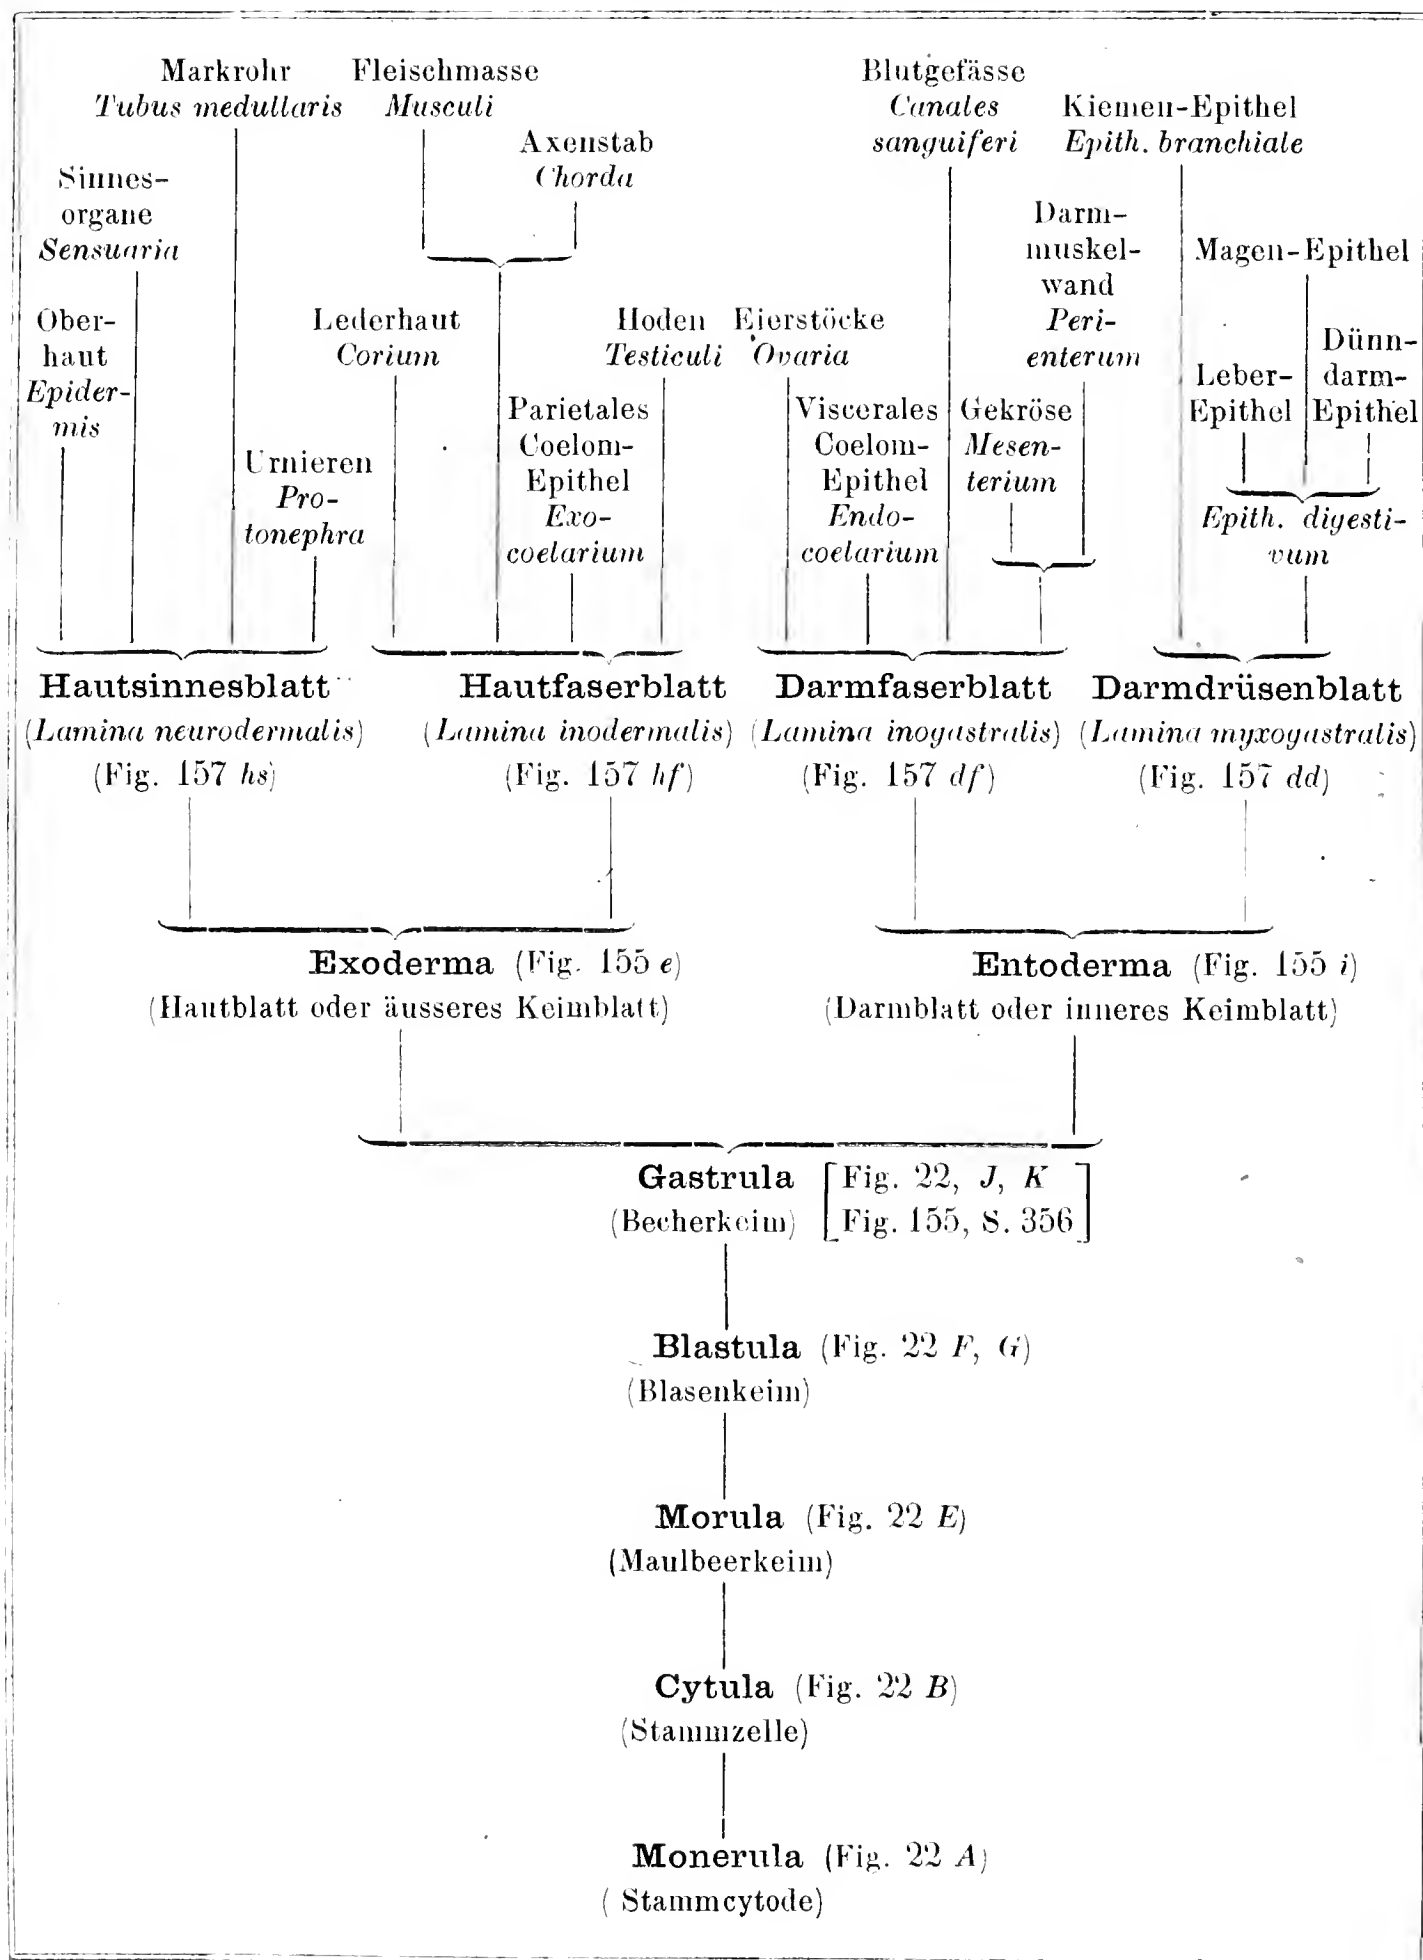 Markrohr
Tubus medullaris
Fleischmasse
Musculi
Blutgefässe
Canales
sanguiferi
Kiemen-Epithel
Epith. branchiale
Axenstab
Chorda
Sinnes-
organe
Sensuaria
Darm-
muskel-
wand
Peri-
enterum
Magen-Epithel
Ober-
haut
Epider-
mis
Lederhaut
Corium
Hoden
Testiculi
Eierstöcke
Ovaria
Dünn-
darm-
Epithel
Leber-
Epithel
Urnieren
Pro-
tonephra
Parietales
Coelom-
Epithel
Exo-
coelarium
Viscerales
Coelom-
Epithel
Endo-
coelarium
Gekröse
Mesen-
terium
Epith. digesti-
vum
Hautsinnesblatt
(Lamina neurodermalis)
(Fig. 157 hs)
Hautfaserblatt
(Lamina inodermalis)
(Fig. 157 hf)
Darmfaserblatt
(Lamina inogastralis)
(Fig. 157 df)
Darmdrüsenblatt
(Lamina myxogastralis)
(Fig. 157 dd)
Exoderma (Fig. 155 e)
(Hautblatt oder äusseres Keimblatt)
Entoderma (Fig. 155 i)
(Darmblatt oder inneres Keimblatt)
Gastrula
(Becherkeim)
[Fig. 22, J, K
Fig. 155, S. 356]
Blastula (Fig. 22 F, G)
(Blasenkeim)
Morula (Fig. 22 E)
(Maulbeerkeim)
Cytula (Fig. 22 B)
(Stammzelle)
Monerula (Fig. 22 A)
( Stammcytode)